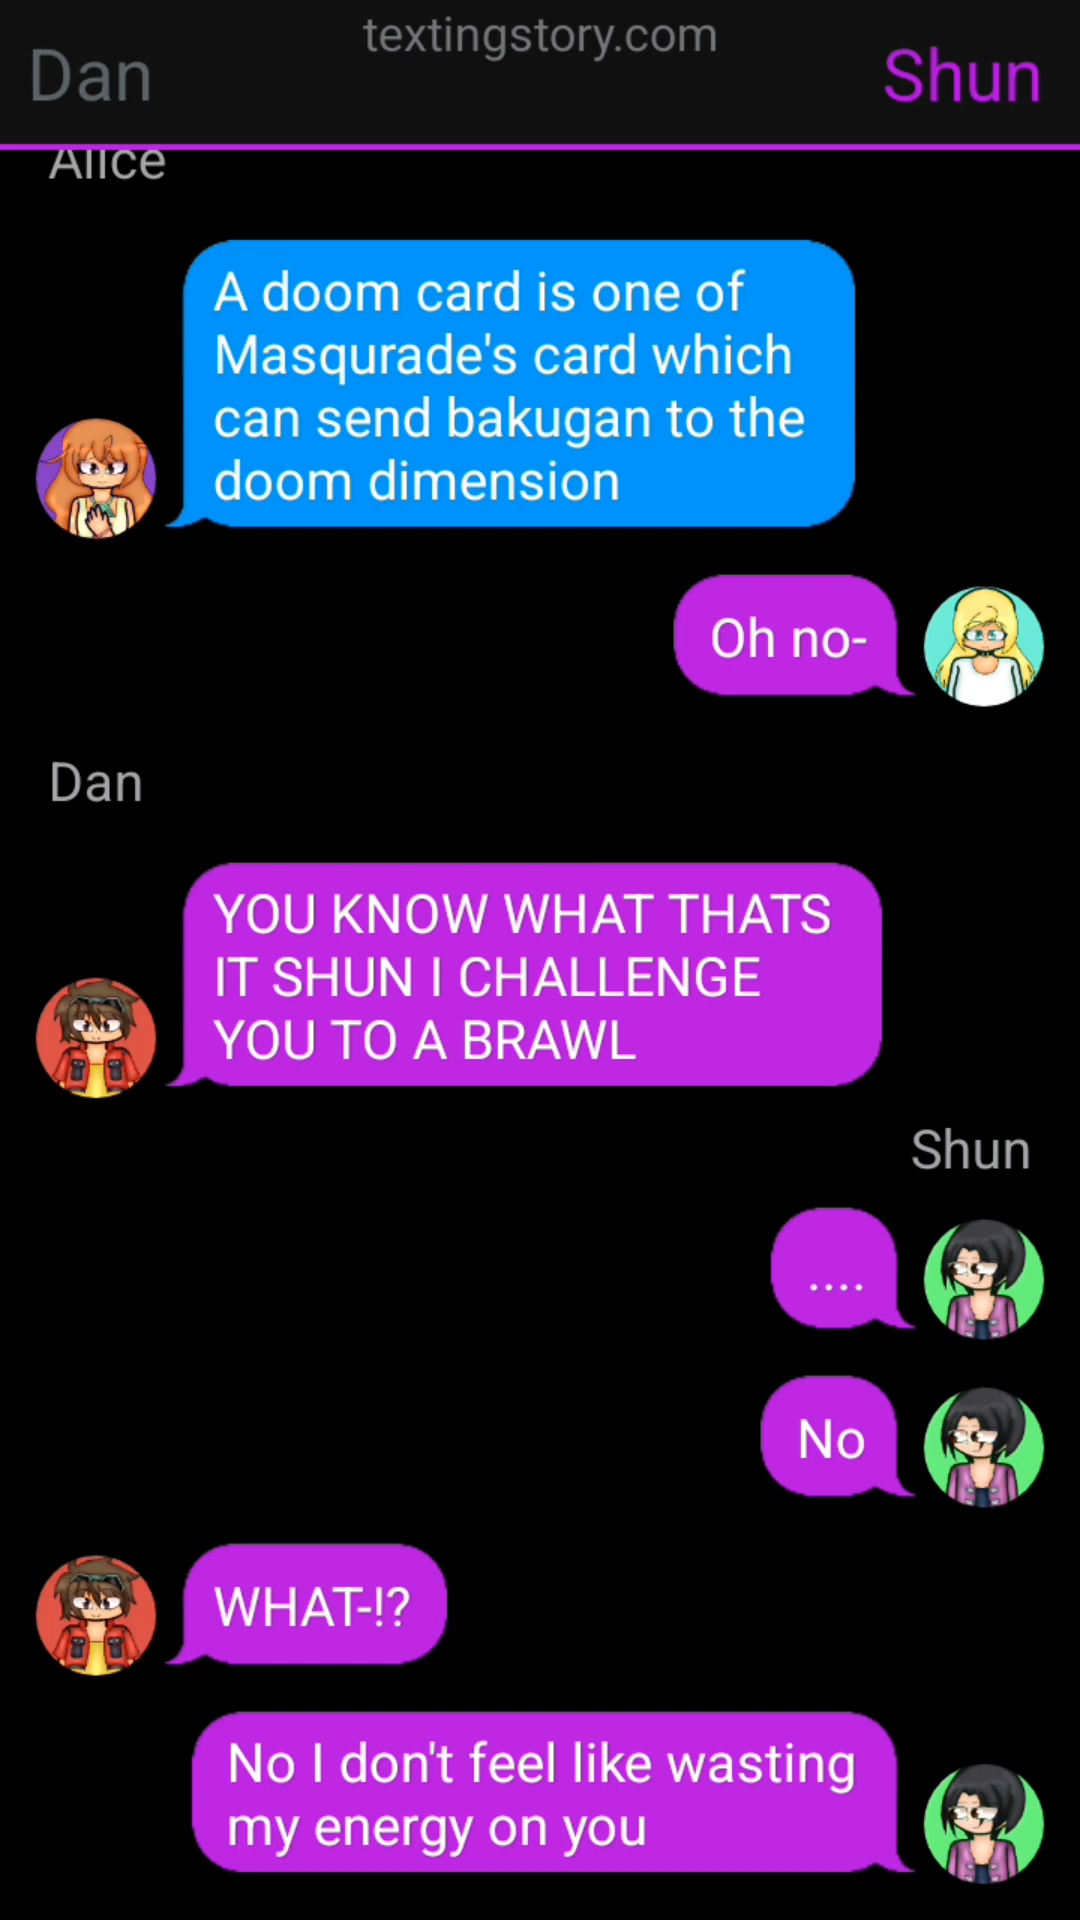 textingstory.com
Dan
Shun
Alice
A doom card is one of
Masqurade's card which
can send bakugan to the
doom dimension
Oh no-
Dan
YOU KNOW WHAT THATS
IT SHUN I CHALLENGE
YOU TO A BRAWL
Shun
....
No
WHAT-!?
No I don't feel like wasting
my energy on you